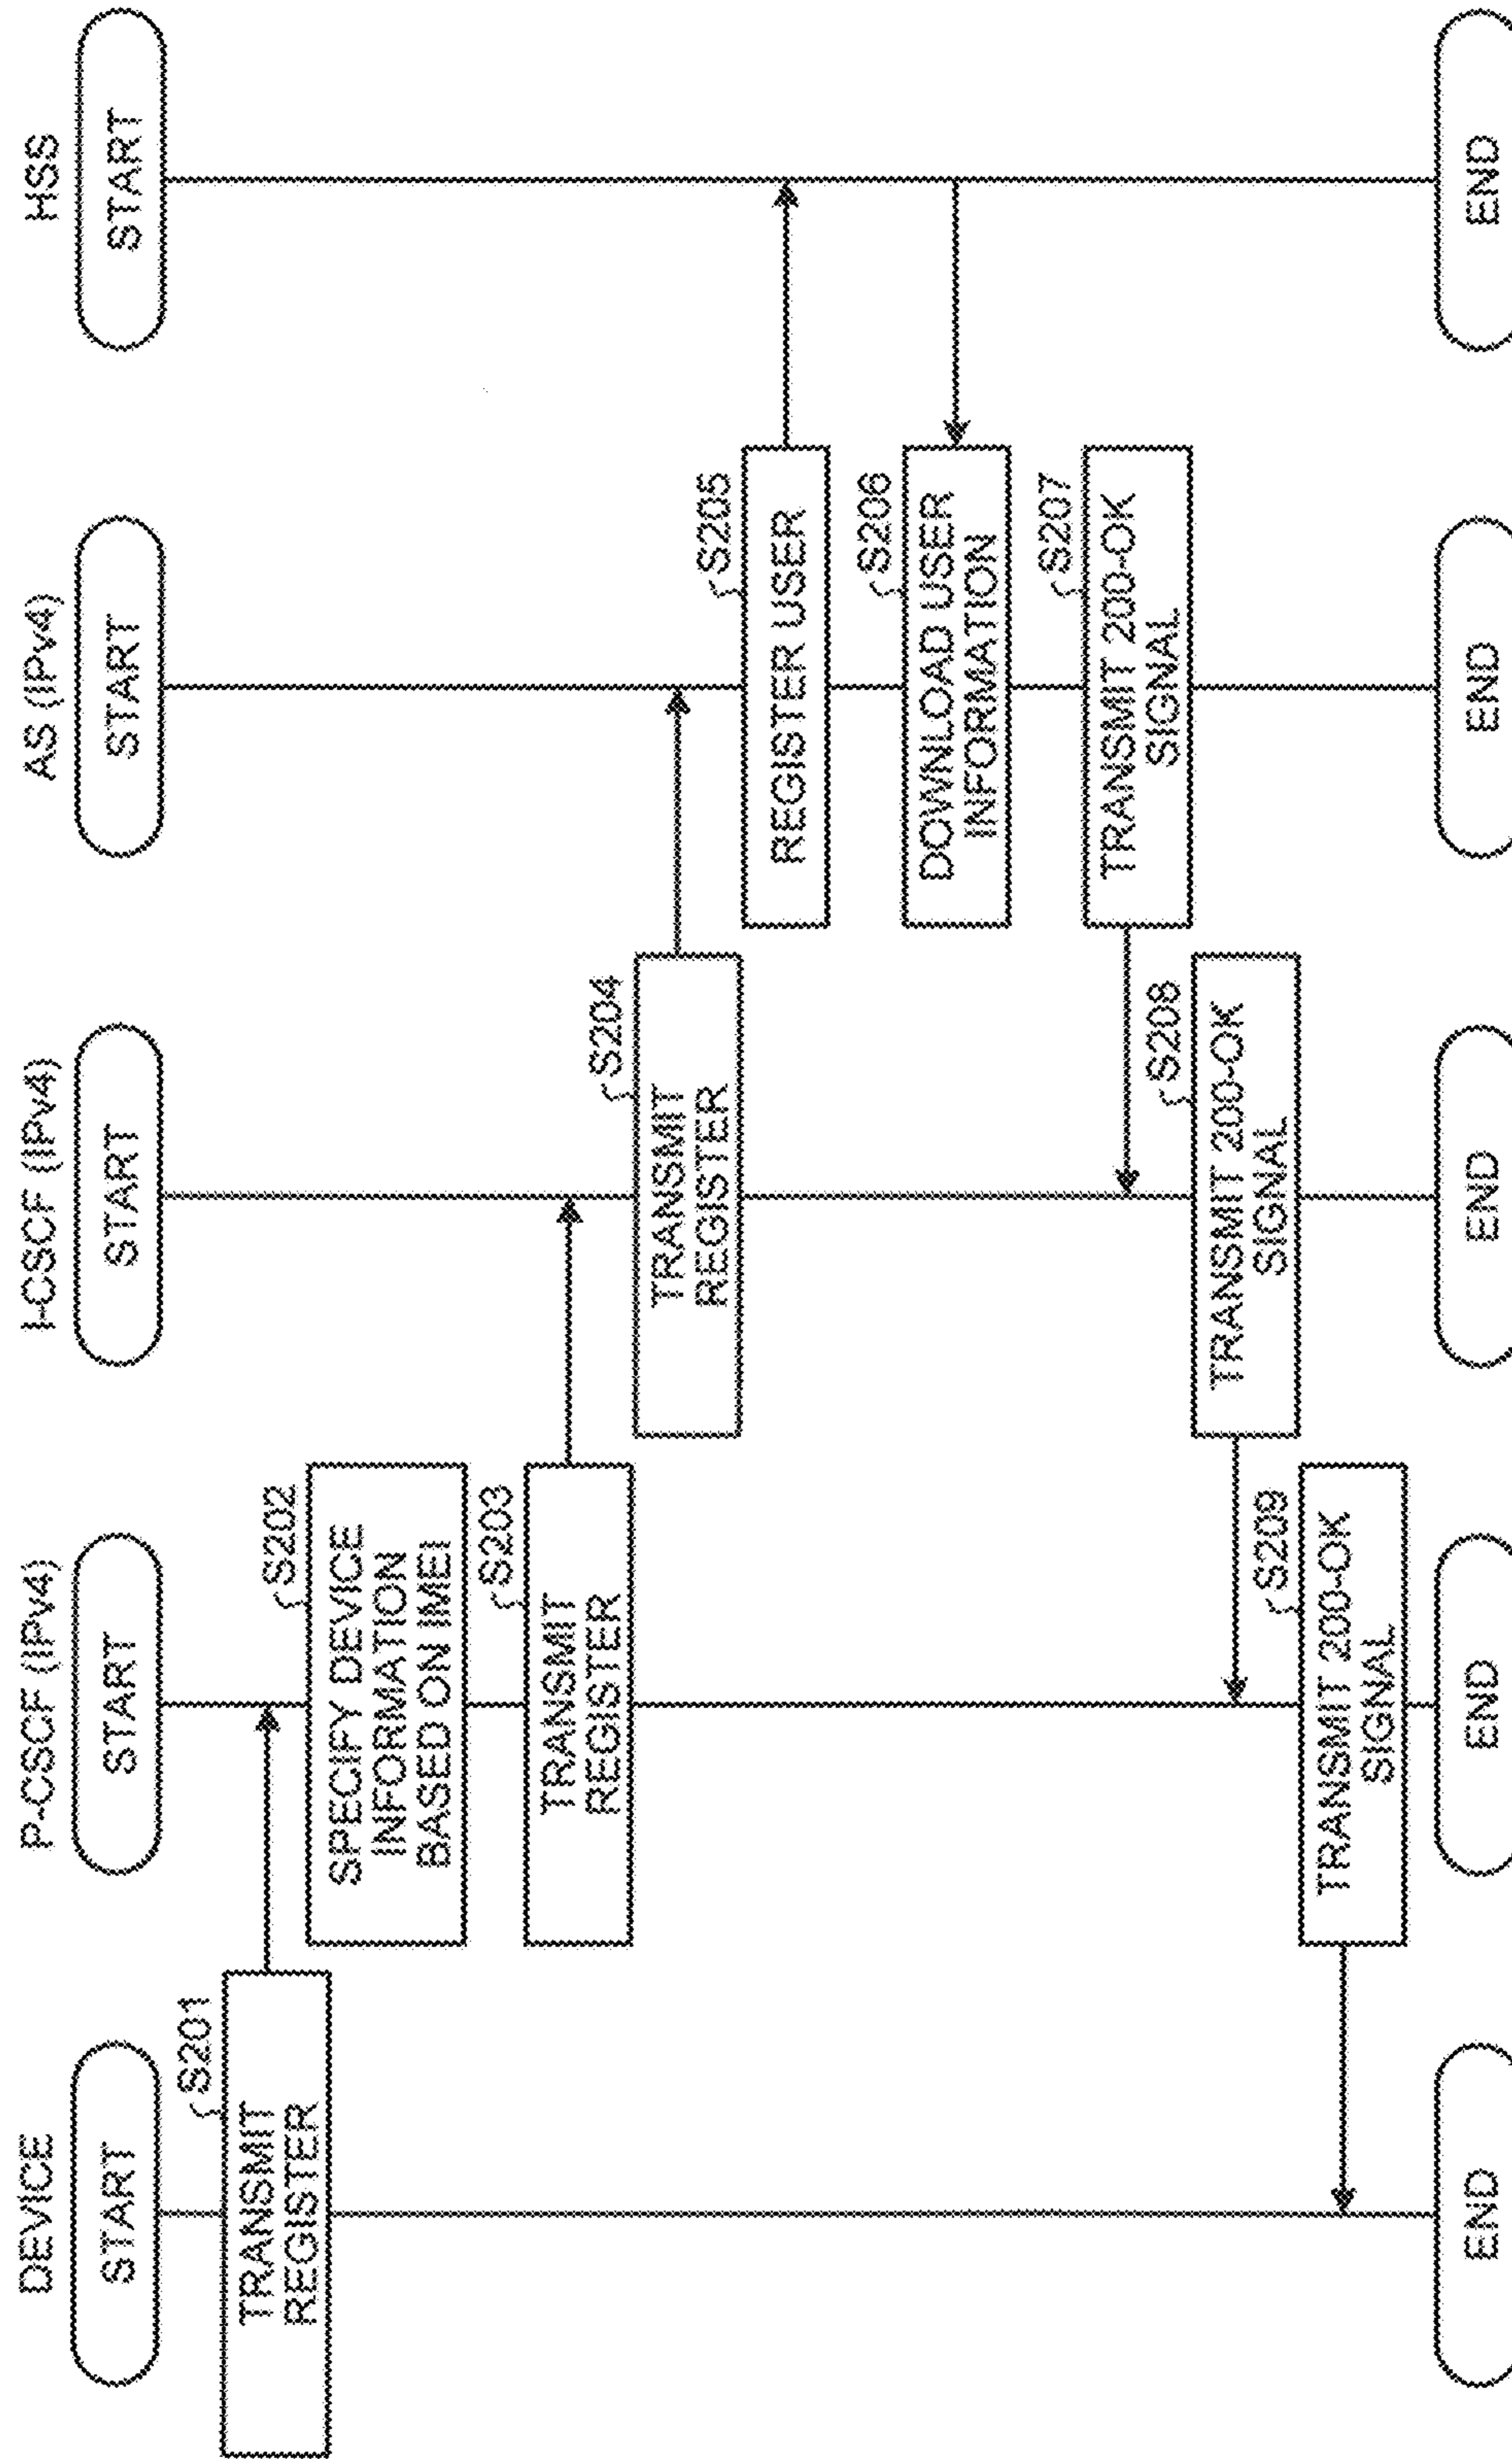 DEVICE
P-CSCF (IPv4)
I-CSCF (IPv4)
AS (IPv4)
HSS
START
START
START
START
START
S201
TRANSMIT
REGISTER
S202
SPECIFY DEVICE
INFORMATION
BASED ON IMEI
S203
TRANSMIT
REGISTER
S204
TRANSMIT
REGISTER
S205
REGISTER USER
S206
DOWNLOAD USER
INFORMATION
S207
TRANSMIT 200-OK
SIGNAL
S208
TRANSMIT 200-OK
SIGNAL
S209
TRANSMIT 200-OK
SIGNAL
END
END
END
END
END